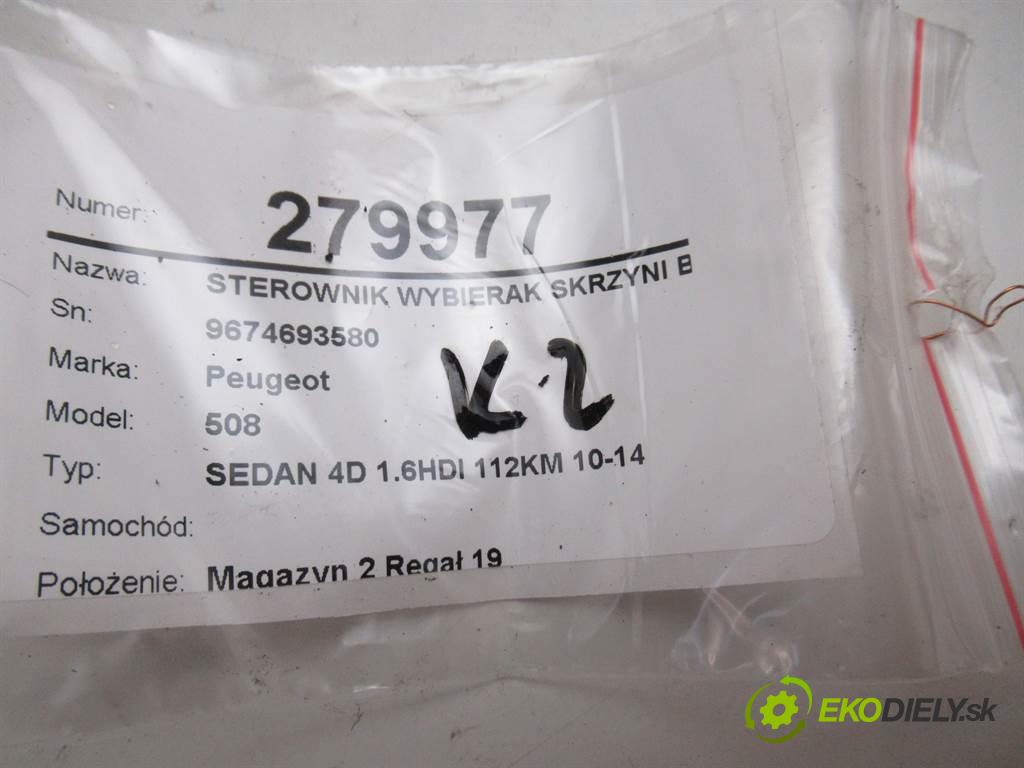 Numer: 279977
Nazwa: STEROWNIK WYBIERAK SKRZYNI B
Sn: 9674693580
Marka: Peugeot
Model: 508
Typ: SEDAN 4D 1.6HDI 112KM 10-14
Samochód:
Położenie: Magazyn 2 Regał 19
K-2
EKODIELY.sk